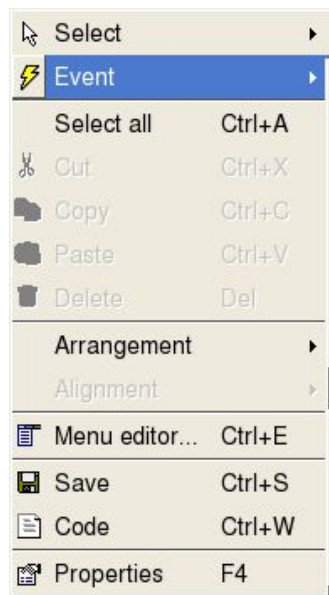 Select
Event
Select all Ctrl+A
Cut Ctrl+X
Copy Ctrl+C
Paste Ctrl+V
Delete Del
Arrangement
Alignment
Menu editor... Ctrl+E
Save Ctrl+S
Code Ctrl+W
Properties F4